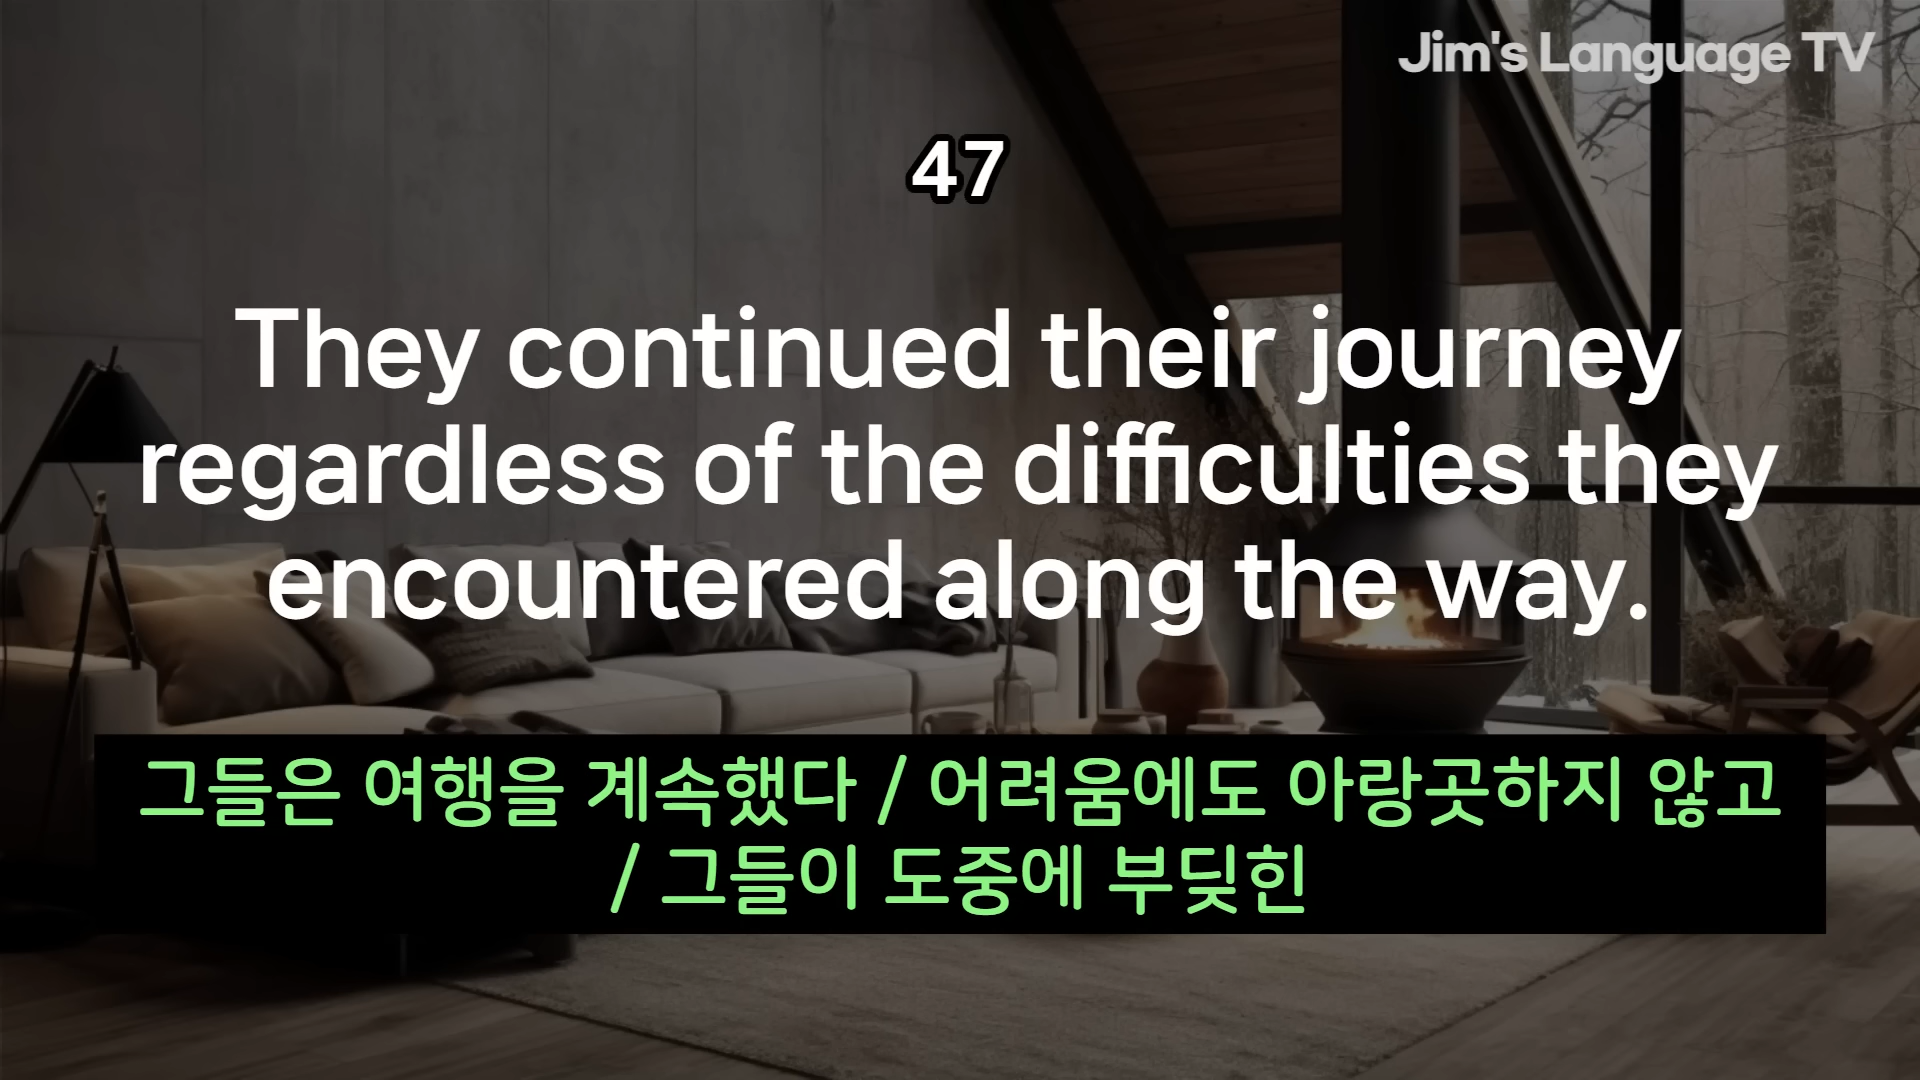 Jim's Language TV
47
They continued their journey
regardless of the difficulties they
encountered along the way.
그들은 여행을 계속했다 / 어려움에도 아랑곳하지 않고
/ 그들이 도중에 부딪힌